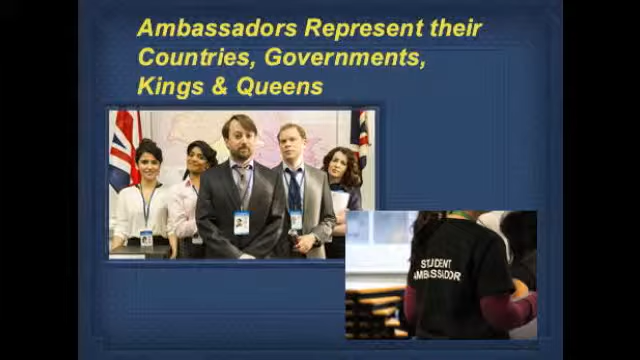 Ambassadors Represent their
Countries, Governments,
Kings & Queens
STUDENT
AMBASSADOR